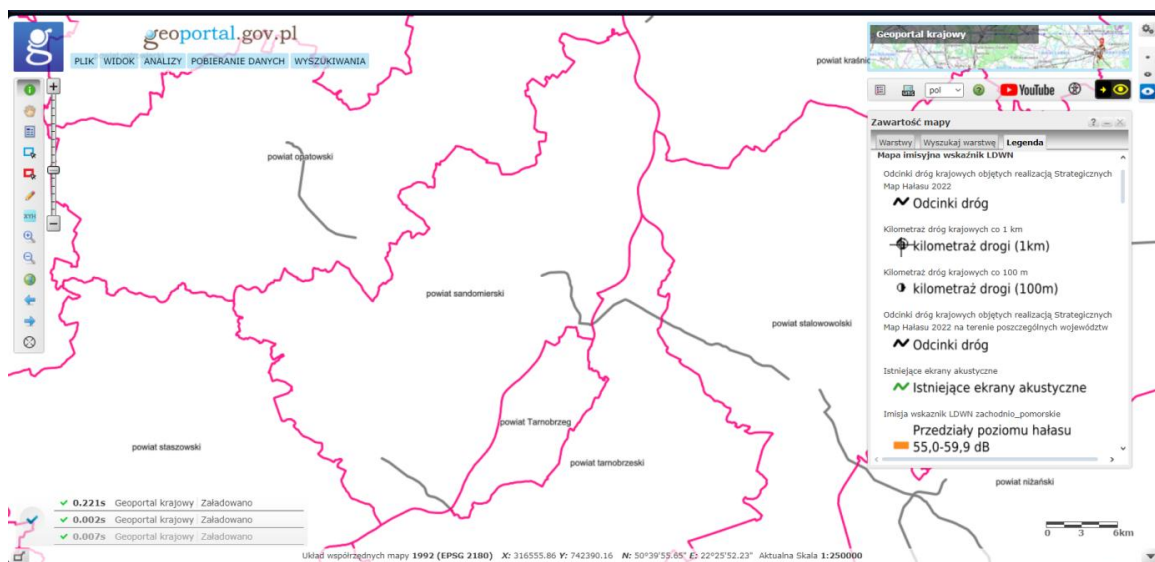 geoportal.gov.pl
PLIK WIDOK ANALIZY POBIERANIE DANYCH WYSZUKIWANIA
Geoportal krajowy
pol
YouTube
Zawartość mapy
Warstwy Wyszukaj warstwę Legenda
Mapa imisyjna wskaźnik LDWN
Odcinki dróg krajowych objętych realizacją Strategicznych
Map Hałasu 2022
Odcinki dróg
Kilometraż dróg krajowych co 1 km
kilometraż drogi (1km)
Kilometraż dróg krajowych co 100 m
kilometraż drogi (100m)
Odcinki dróg krajowych objętych realizacją Strategicznych
Map Hałasu 2022 na terenie poszczególnych województw
Odcinki dróg
Istniejące ekrany akustyczne
Istniejące ekrany akustyczne
Imisja wskaznik LDWN zachodnio_pomorskie
Przedziały poziomu hałasu
55,0-59,9 dB
powiat kraśnic
powiat opatowski
powiat sandomierski
powiat stalowowolski
powiat Tarnobrzeg
powiat staszowski
powiat tarnobrzeski
powiat niżański
0.221s Geoportal krajowy Załadowano
0.002s Geoportal krajowy Załadowano
0.007s Geoportal krajowy Załadowano
0 3 6km
Układ współrzędnych mapy 1992 (EPSG 2180) X: 316555.86 Y: 742390.16 N: 50°39'55.65" E: 22°25'52.23" Aktualna Skala 1:250000